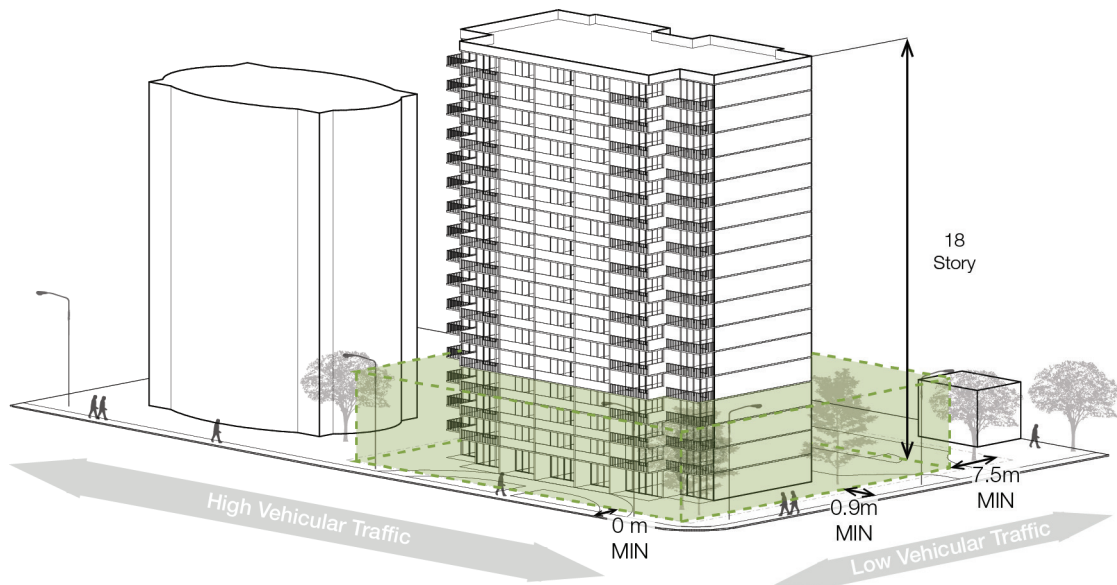 18
Story
7.5m
MIN
0.9m
MIN
0 m
MIN
High Vehicular Traffic
Low Vehicular Traffic